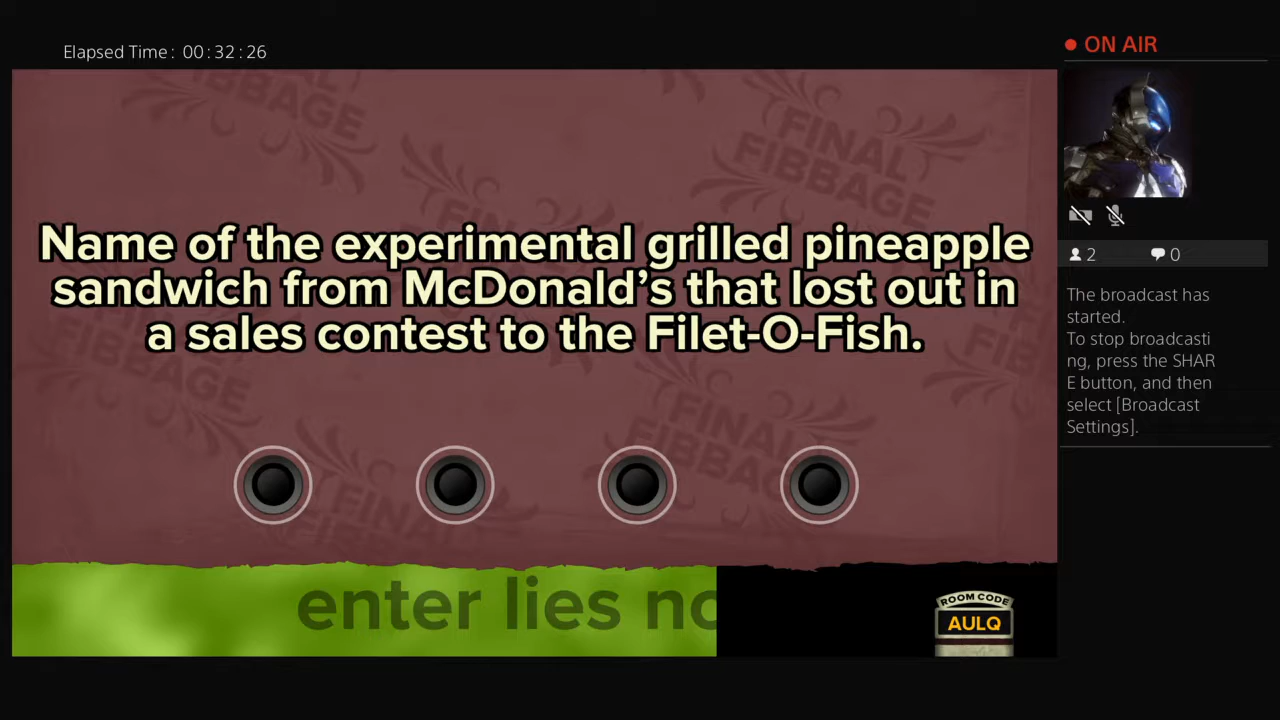 Elapsed Time: 00:32:26
ON AIR
FINAL FIBBAGE
Name of the experimental grilled pineapple
sandwich from McDonald's that lost out in
a sales contest to the Filet-O-Fish.
2
0
The broadcast has
started.
To stop broadcasti
ng, press the SHAR
E button, and then
select [Broadcast
Settings].
enter lies no
ROOM CODE
AULQ